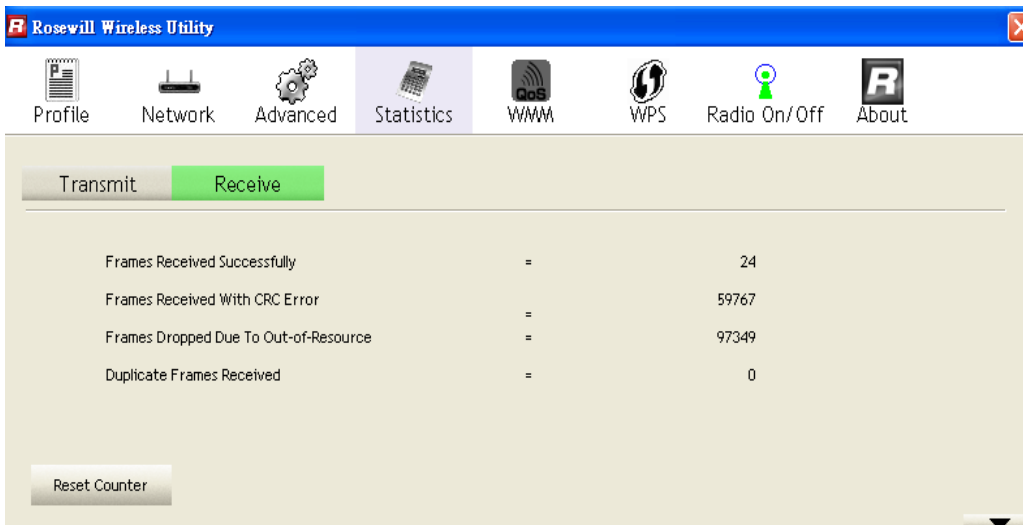 R Rosewill Wireless Utility
P
QoS
Profile Network Advanced Statistics WMM WPS Radio On/Off About
Transmit Receive
Frames Received Successfully = 24
Frames Received With CRC Error = 59767
Frames Dropped Due To Out-of-Resource = 97349
Duplicate Frames Received = 0
Reset Counter